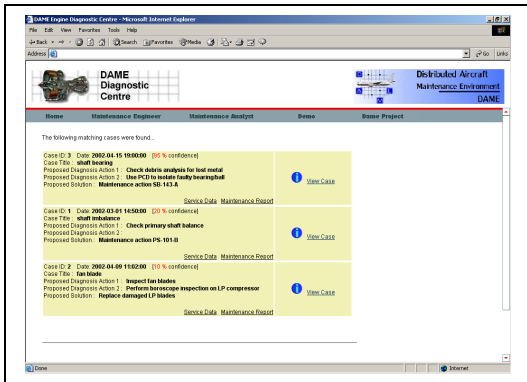 DAME Engine Diagnostic Centre - Microsoft Internet Explorer
File Edit View Favorites Tools Help
Back Search Favorites Media
Address Go Links
DAME
Diagnostic
Centre
Distributed Aircraft
Maintenance Environment
DAME
D A M E
Home Maintenance Engineer Maintenance Analyst Demo Dame Project
The following matching cases were found...
Case ID: 3 Date: 2002-04-15 19:00:00 [95 % confidence]
Case Title : shaft bearing
Proposed Diagnosis Action 1 : Check debris analysis for test metal
Proposed Diagnosis Action 2 : Use PCD to isolate faulty bearing/ball
Proposed Solution : Maintenance action SB-143-A
View Case
Service Data Maintenance Report
Case ID: 1 Date: 2002-03-01 14:50:00 [20 % confidence]
Case Title : shaft imbalance
Proposed Diagnosis Action 1 : Check primary shaft balance
Proposed Diagnosis Action 2 :
Proposed Solution : Maintenance action PS-101-B
View Case
Service Data Maintenance Report
Case ID: 2 Date: 2002-04-09 11:02:00 [10 % confidence]
Case Title : fan blade
Proposed Diagnosis Action 1 : Inspect fan blades
Proposed Diagnosis Action 2 : Perform boroscope inspection on LP compressor
Proposed Solution : Replace damaged LP blades
View Case
Service Data Maintenance Report
Done Internet